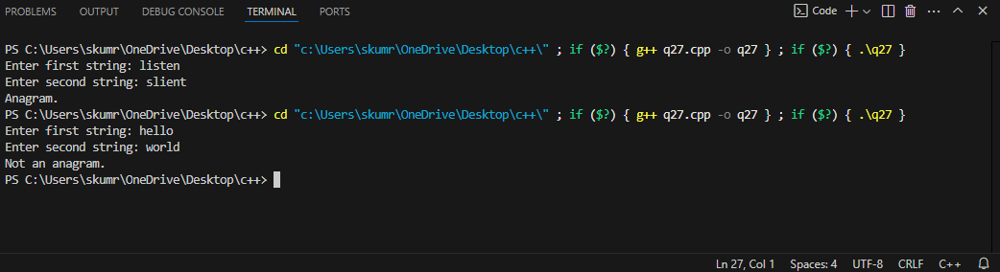 PROBLEMS OUTPUT DEBUG CONSOLE TERMINAL PORTS Code
PS C:\Users\skumr\OneDrive\Desktop\c++> cd "c:\Users\skumr\OneDrive\Desktop\c++\" ; if ($?) { g++ q27.cpp -o q27 } ; if ($?) { .\q27 }
Enter first string: listen
Enter second string: slient
Anagram.
PS C:\Users\skumr\OneDrive\Desktop\c++> cd "c:\Users\skumr\OneDrive\Desktop\c++\" ; if ($?) { g++ q27.cpp -o q27 } ; if ($?) { .\q27 }
Enter first string: hello
Enter second string: world
Not an anagram.
PS C:\Users\skumr\OneDrive\Desktop\c++>
Ln 27, Col 1 Spaces: 4 UTF-8 CRLF C++